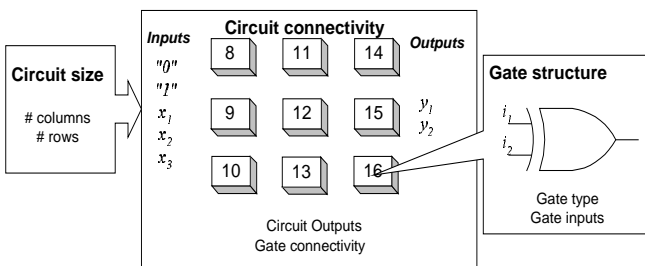 Circuit size
# columns
# rows
Circuit connectivity
Inputs
"0"
"1"
x1
x2
x3
8 11 14
9 12 15
10 13 16
Outputs
y1
y2
Circuit Outputs
Gate connectivity
Gate structure
i1
i2
Gate type
Gate inputs